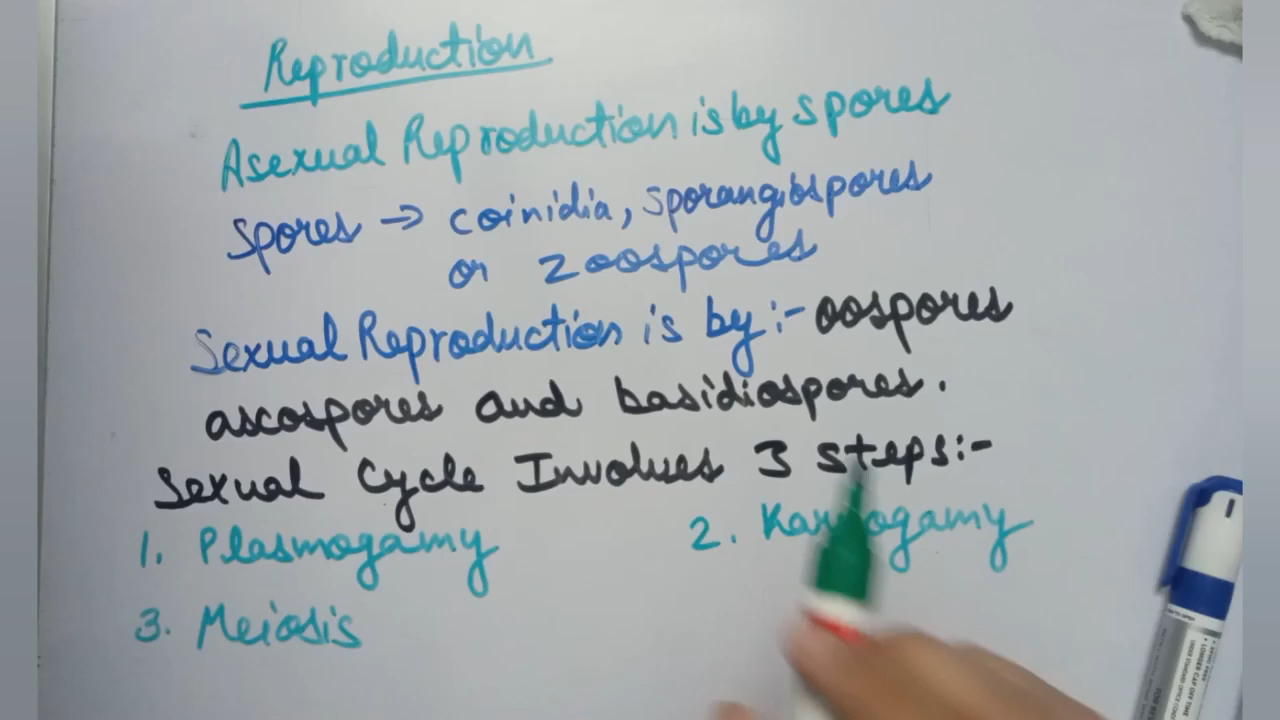 Reproduction
Asexual Reproduction is by spores
Spores → coinidia, sporangiospores
or zoospores
Sexual Reproduction is by:- oospores
ascospores and basidiospores.
Sexual Cycle Involves 3 steps:-
1. Plasmogamy 2. Karyogamy
3. Meiosis